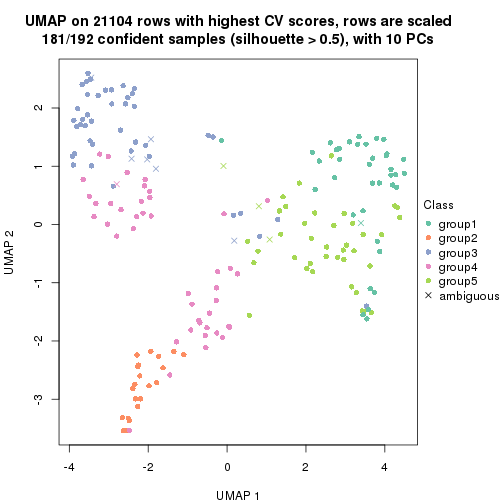 UMAP on 21104 rows with highest CV scores, rows are scaled
181/192 confident samples (silhouette > 0.5), with 10 PCs
2
1
0
-1
-2
-3
UMAP 2
-4
-2
0
2
4
UMAP 1
Class
group1
group2
group3
group4
group5
ambiguous